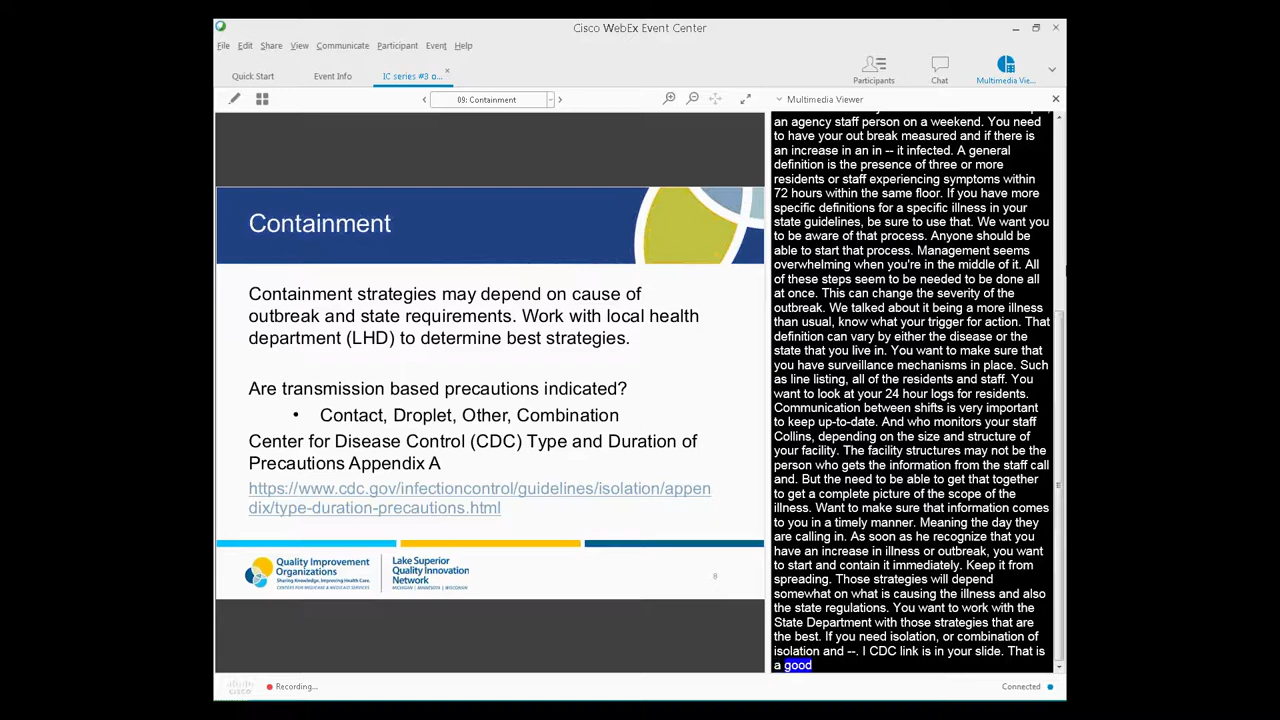 Cisco WebEx Event Center
File Edit Share View Communicate Participant Event Help
Quick Start Event Info IC series #3 o...
Participants Chat Multimedia Vie...
09: Containment
Multimedia Viewer
Containment
Containment strategies may depend on cause of
outbreak and state requirements. Work with local health
department (LHD) to determine best strategies.
Are transmission based precautions indicated?
• Contact, Droplet, Other, Combination
Center for Disease Control (CDC) Type and Duration of
Precautions Appendix A
https://www.cdc.gov/infectioncontrol/guidelines/isolation/appen
dix/type-duration-precautions.html
Quality Improvement
Organizations
Sharing Knowledge. Improving Health Care.
CENTERS FOR MEDICARE & MEDICAID SERVICES
Lake Superior
Quality Innovation
Network
MICHIGAN | MINNESOTA | WISCONSIN
8
an agency staff person on a weekend. You need
to have your out break measured and if there is
an increase in an in -- it infected. A general
definition is the presence of three or more
residents or staff experiencing symptoms within
72 hours within the same floor. If you have more
specific definitions for a specific illness in your
state guidelines, be sure to use that. We want you
to be aware of that process. Anyone should be
able to start that process. Management seems
overwhelming when you're in the middle of it. All
of these steps seem to be needed to be done all
at once. This can change the severity of the
outbreak. We talked about it being a more illness
than usual, know what your trigger for action. That
definition can vary by either the disease or the
state that you live in. You want to make sure that
you have surveillance mechanisms in place. Such
as line listing, all of the residents and staff. You
want to look at your 24 hour logs for residents.
Communication between shifts is very important
to keep up-to-date. And who monitors your staff
Collins, depending on the size and structure of
your facility. The facility structures may not be the
person who gets the information from the staff call
and. But the need to be able to get that together
to get a complete picture of the scope of the
illness. Want to make sure that information comes
to you in a timely manner. Meaning the day they
are calling in. As soon as he recognize that you
have an increase in illness or outbreak, you want
to start and contain it immediately. Keep it from
spreading. Those strategies will depend
somewhat on what is causing the illness and also
the state regulations. You want to work with the
State Department with those strategies that are
the best. If you need isolation, or combination of
isolation and --. I CDC link is in your slide. That is
a good
cisco
Recording...
Connected